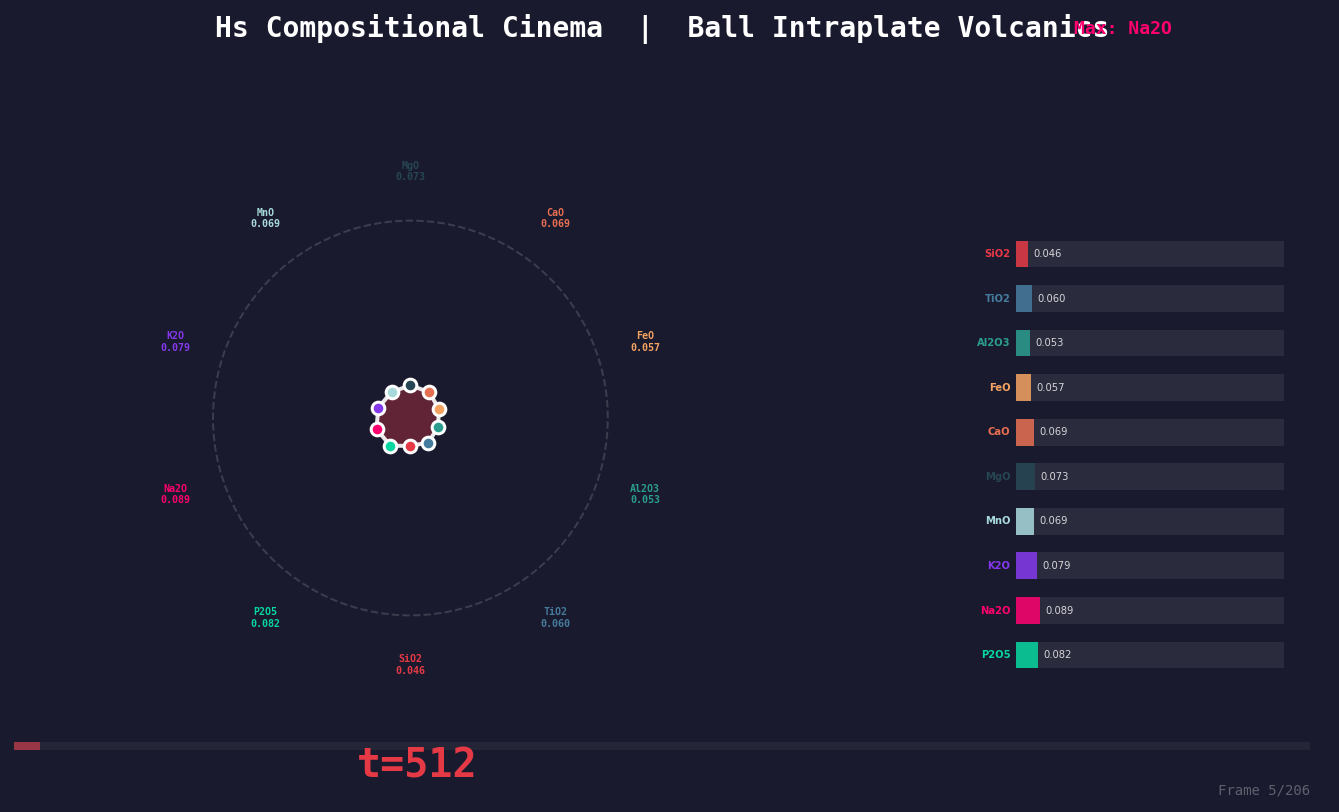 Hs Compositional Cinema | Ball Intraplate Volcanics
Max: Na2O
MgO
0.073
MnO
0.069
CaO
0.069
K2O
0.079
FeO
0.057
Na2O
0.089
Al2O3
0.053
P2O5
0.082
TiO2
0.060
SiO2
0.046
SiO2 0.046
TiO2 0.060
Al2O3 0.053
FeO 0.057
CaO 0.069
MgO 0.073
MnO 0.069
K2O 0.079
Na2O 0.089
P2O5 0.082
t=512
Frame 5/206